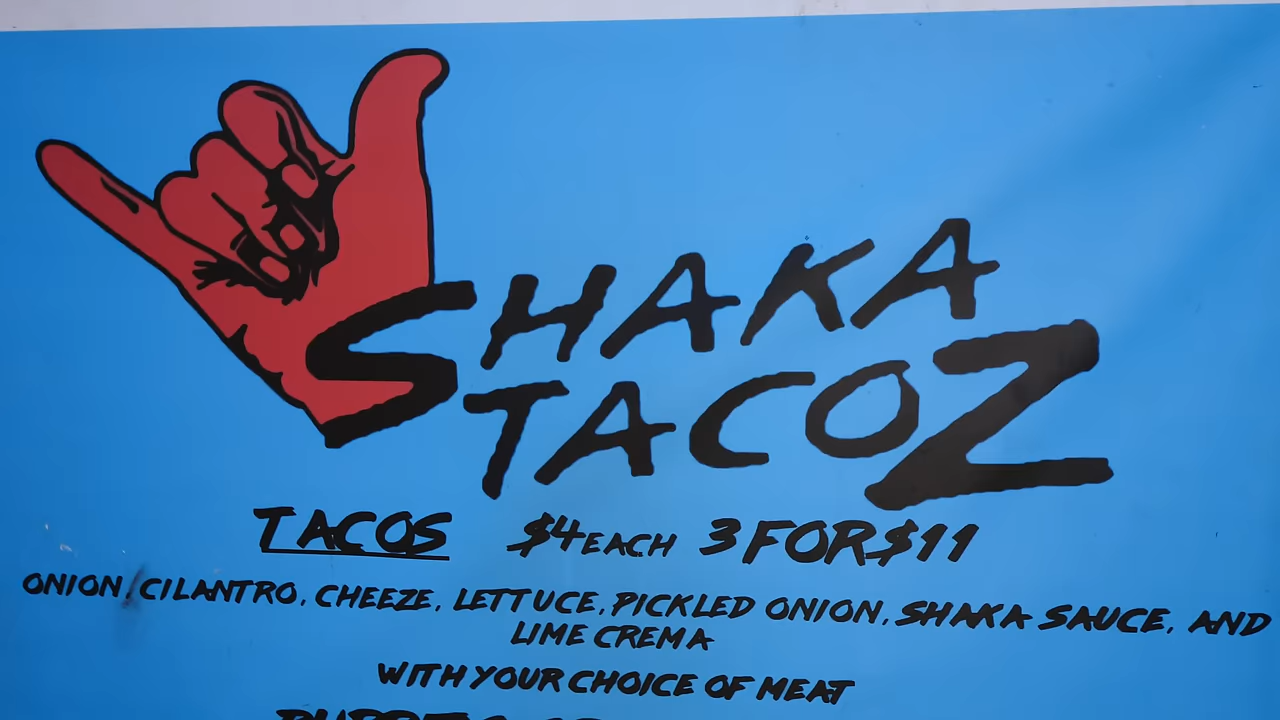 SHAKA
TACOZ
TACOS $4 EACH 3 FOR $11
ONION, CILANTRO, CHEEZE, LETTUCE, PICKLED ONION, SHAKA SAUCE, AND
LIME CREMA
WITH YOUR CHOICE OF MEAT